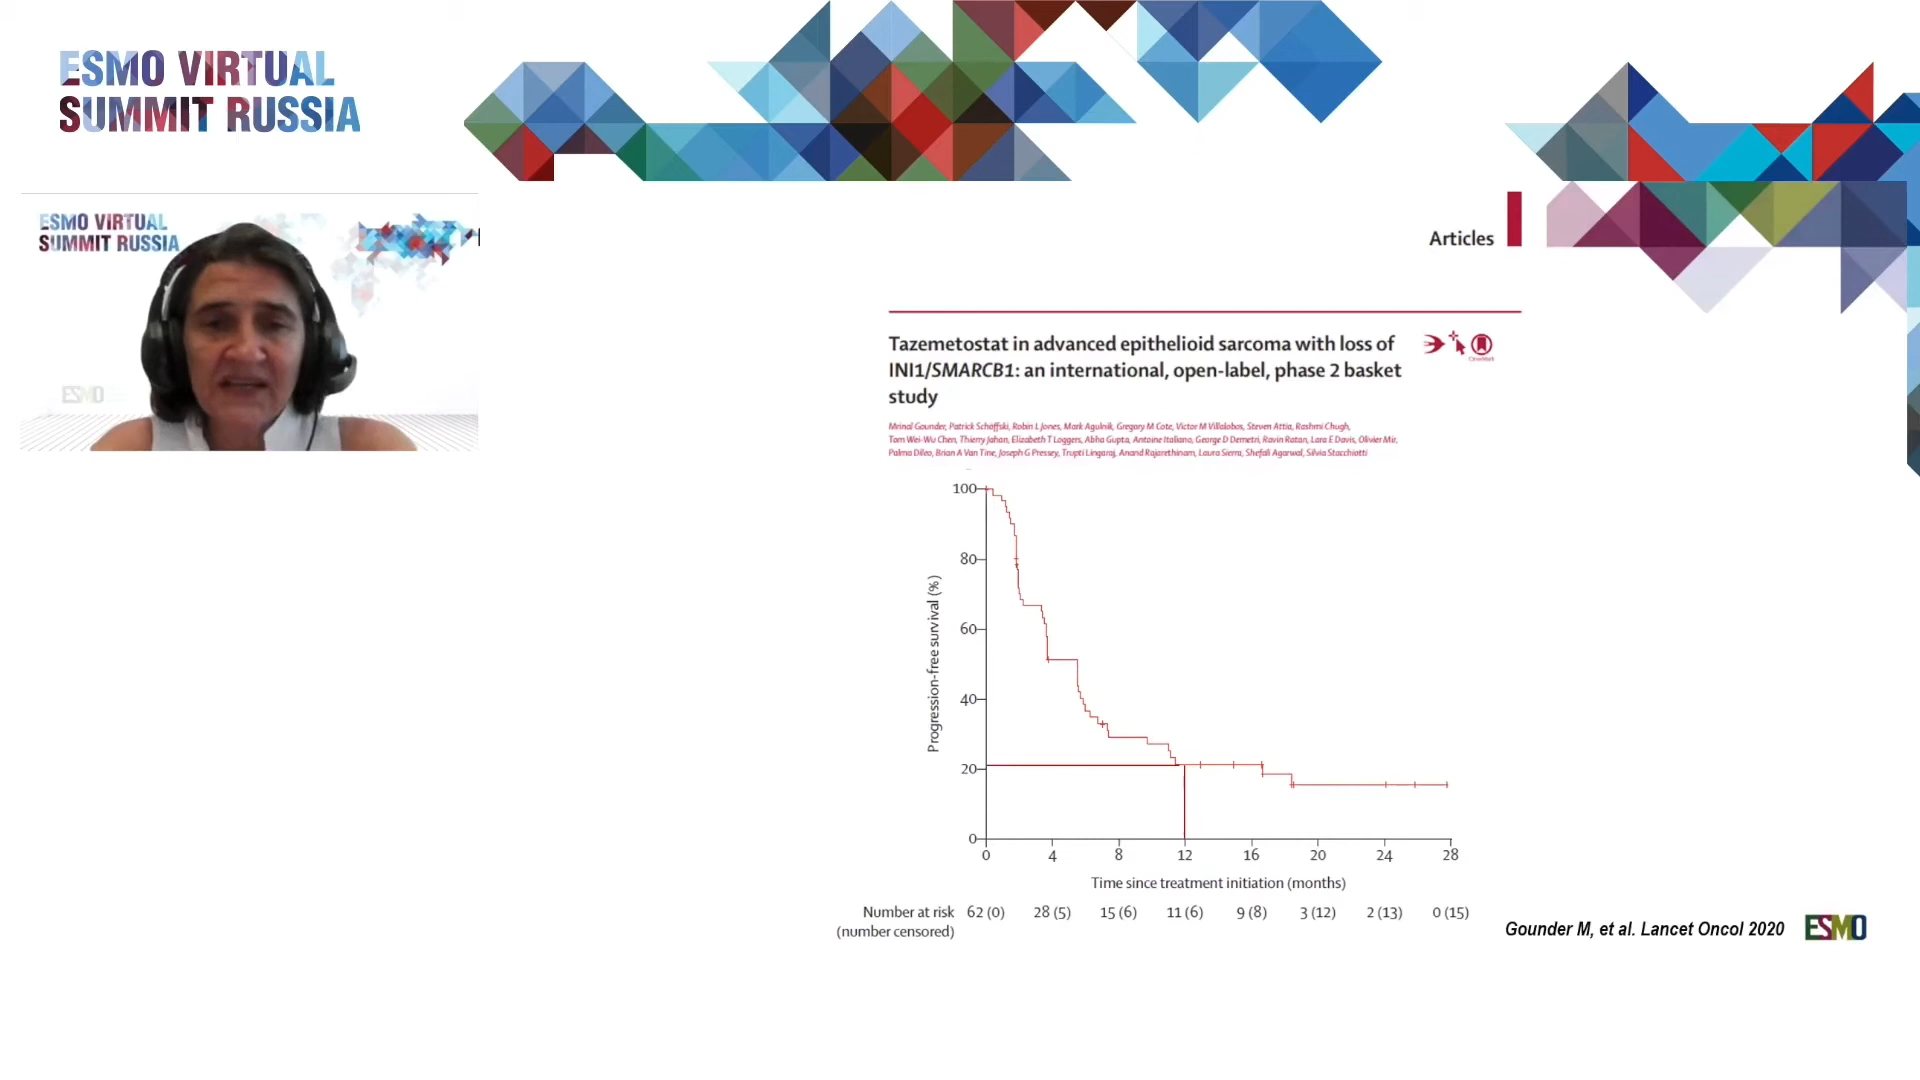 ESMO VIRTUAL
SUMMIT RUSSIA
ESMO VIRTUAL
SUMMIT RUSSIA
ESMO
Articles
Tazemetostat in advanced epithelioid sarcoma with loss of
INI1/SMARCB1: an international, open-label, phase 2 basket
study
Mrinal Gounder, Patrick Schöffski, Robin L Jones, Mark Agulnik, Gregory M Cote, Victor M Villalobos, Steven Attia, Rashmi Chugh,
Tom Wei-Wu Chen, Thierry Jahan, Elizabeth T Loggers, Abha Gupta, Antoine Italiano, George D Demetri, Ravin Ratan, Lara E Davis, Olivier Mir,
Palma Dileo, Brian A Van Tine, Joseph G Pressey, Trupti Lingaraj, Anand Rajarethinam, Laura Sierra, Shefali Agarwal, Silvia Stacchiotti
100
80
60
40
20
0
Progression-free survival (%)
0 4 8 12 16 20 24 28
Time since treatment initiation (months)
Number at risk 62 (0) 28 (5) 15 (6) 11 (6) 9 (8) 3 (12) 2 (13) 0 (15)
(number censored)
Gounder M, et al. Lancet Oncol 2020
ESMO